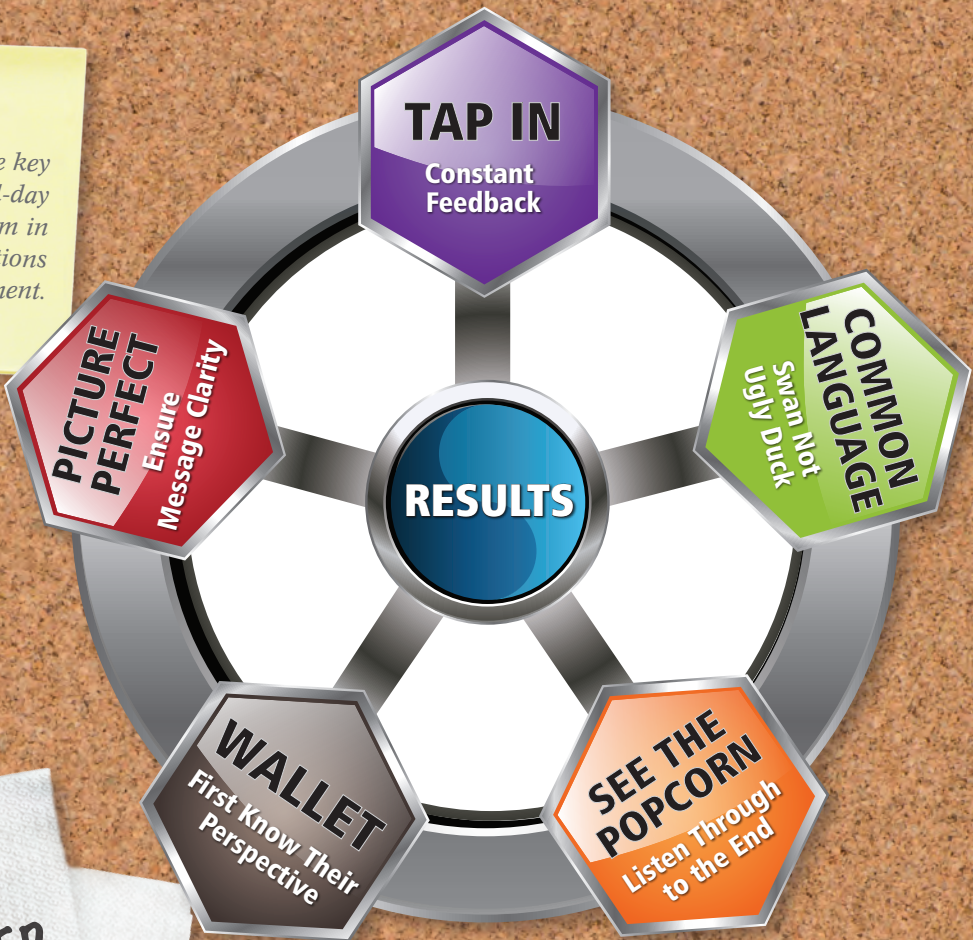 key
-day
in
ment.
TAP IN
Constant
Feedback
COMMON
LANGUAGE
Swan Not
Ugly Duck
PICTURE
PERFECT
Ensure
Message Clarity
RESULTS
SEE THE
POPCORN
Listen Through
to the End
WALLET
First Know Their
Perspective